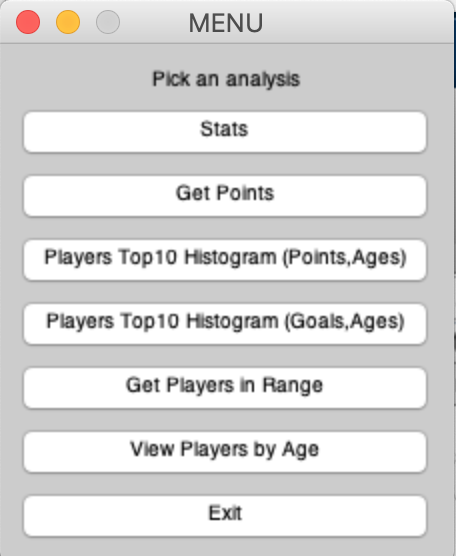 MENU
Pick an analysis
Stats
Get Points
Players Top10 Histogram (Points,Ages)
Players Top10 Histogram (Goals,Ages)
Get Players in Range
View Players by Age
Exit